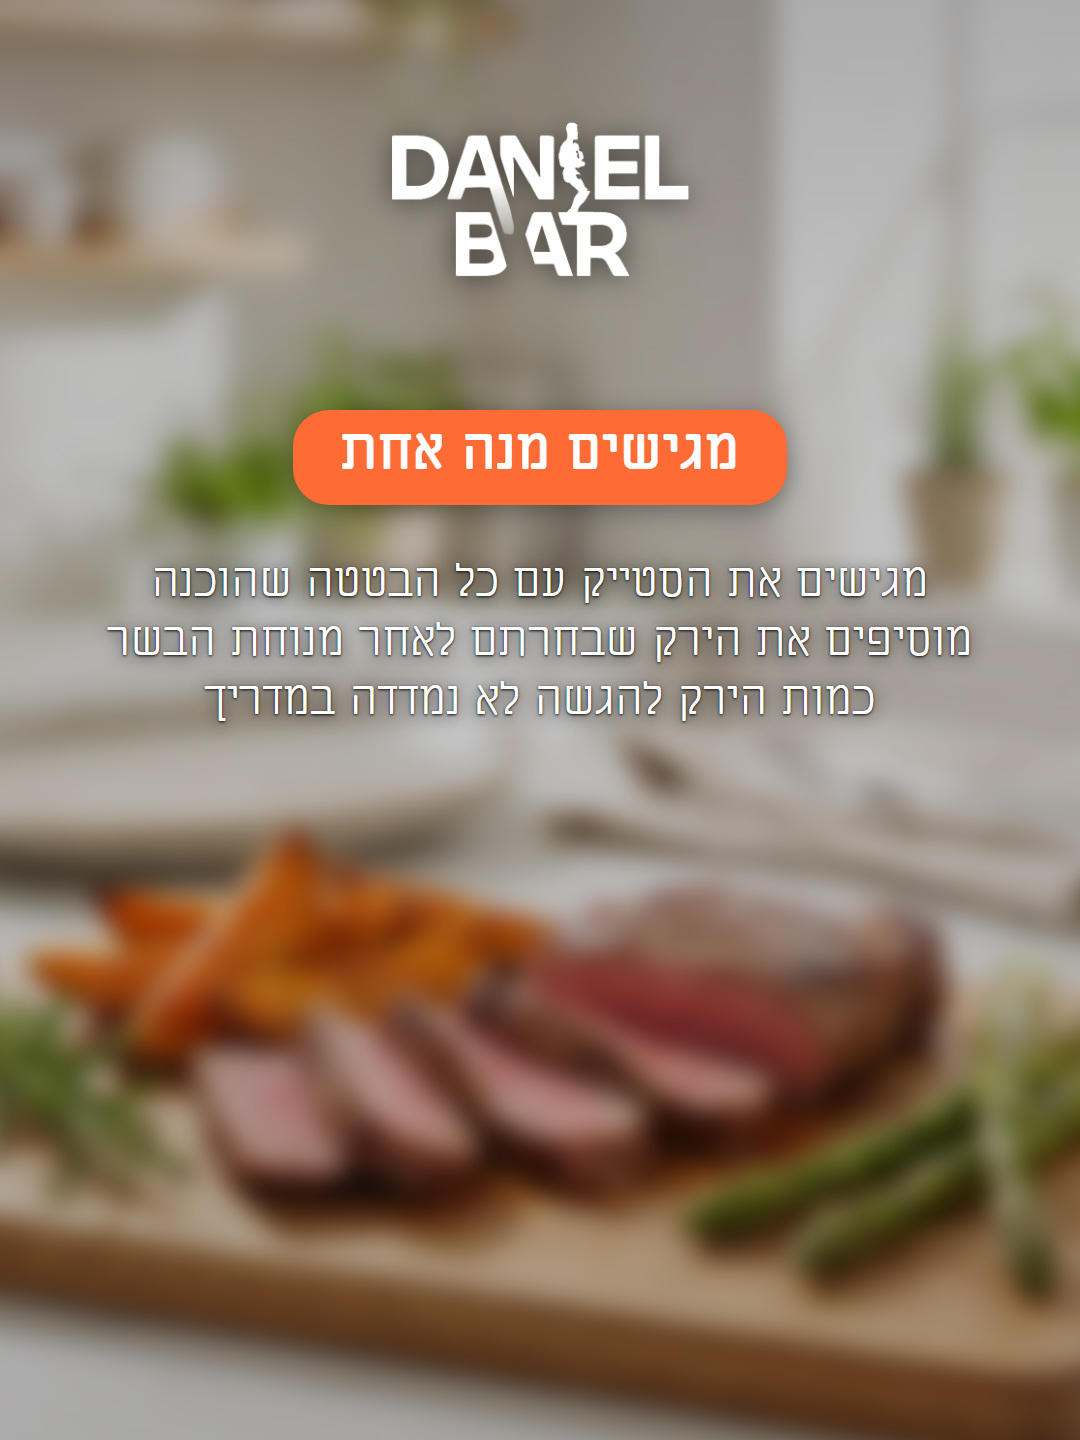 DANIEL
BAR
מגישים מנה אחת
מגישים את הסטייק עם כל הבטטה שהוכנה
מוסיפים את הירק שבחרתם לאחר מנוחת הבשר
כמות הירק להגשה לא נמדדה במדריך